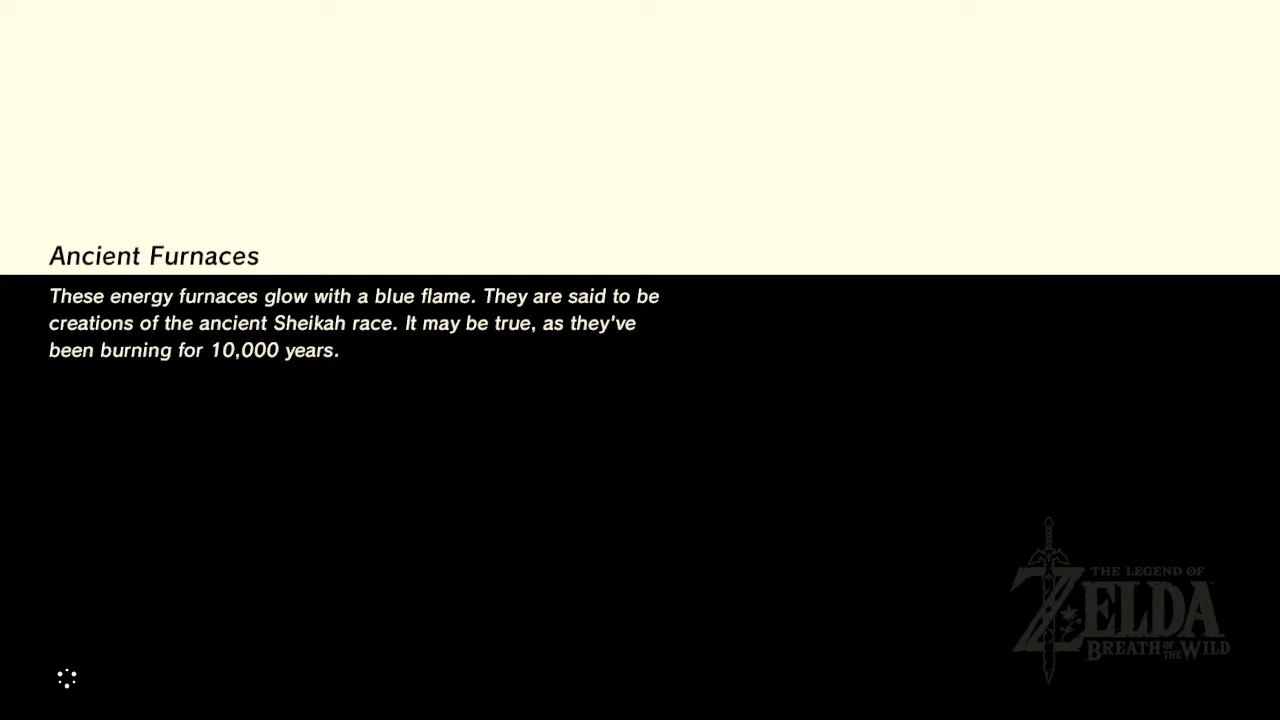 Ancient Furnaces
These energy furnaces glow with a blue flame. They are said to be
creations of the ancient Sheikah race. It may be true, as they've
been burning for 10,000 years.
THE LEGEND OF
ZELDA
BREATH OF THE WILD